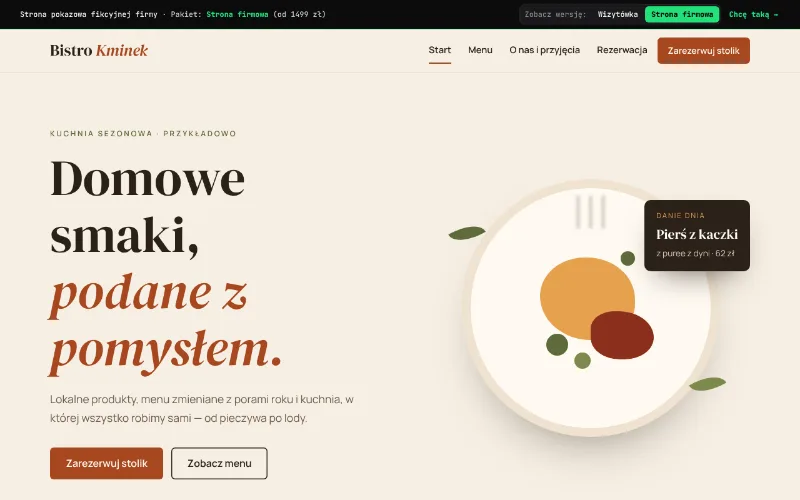 Strona pokazowa fikcyjnej firmy · Pakiet: Strona firmowa (od 1499 zł)
Zobacz wersję: Wizytówka Strona firmowa Chcę taką →
Bistro Kminek
Start Menu O nas i przyjęcia Rezerwacja Zarezerwuj stolik
KUCHNIA SEZONOWA · PRZYKŁADOWO
Domowe
smaki,
podane z
pomysłem.
Lokalne produkty, menu zmieniane z porami roku i kuchnia, w
której wszystko robimy sami — od pieczywa po lody.
Zarezerwuj stolik Zobacz menu
DANIE DNIA
Pierś z kaczki
z puree z dyni · 62 zł